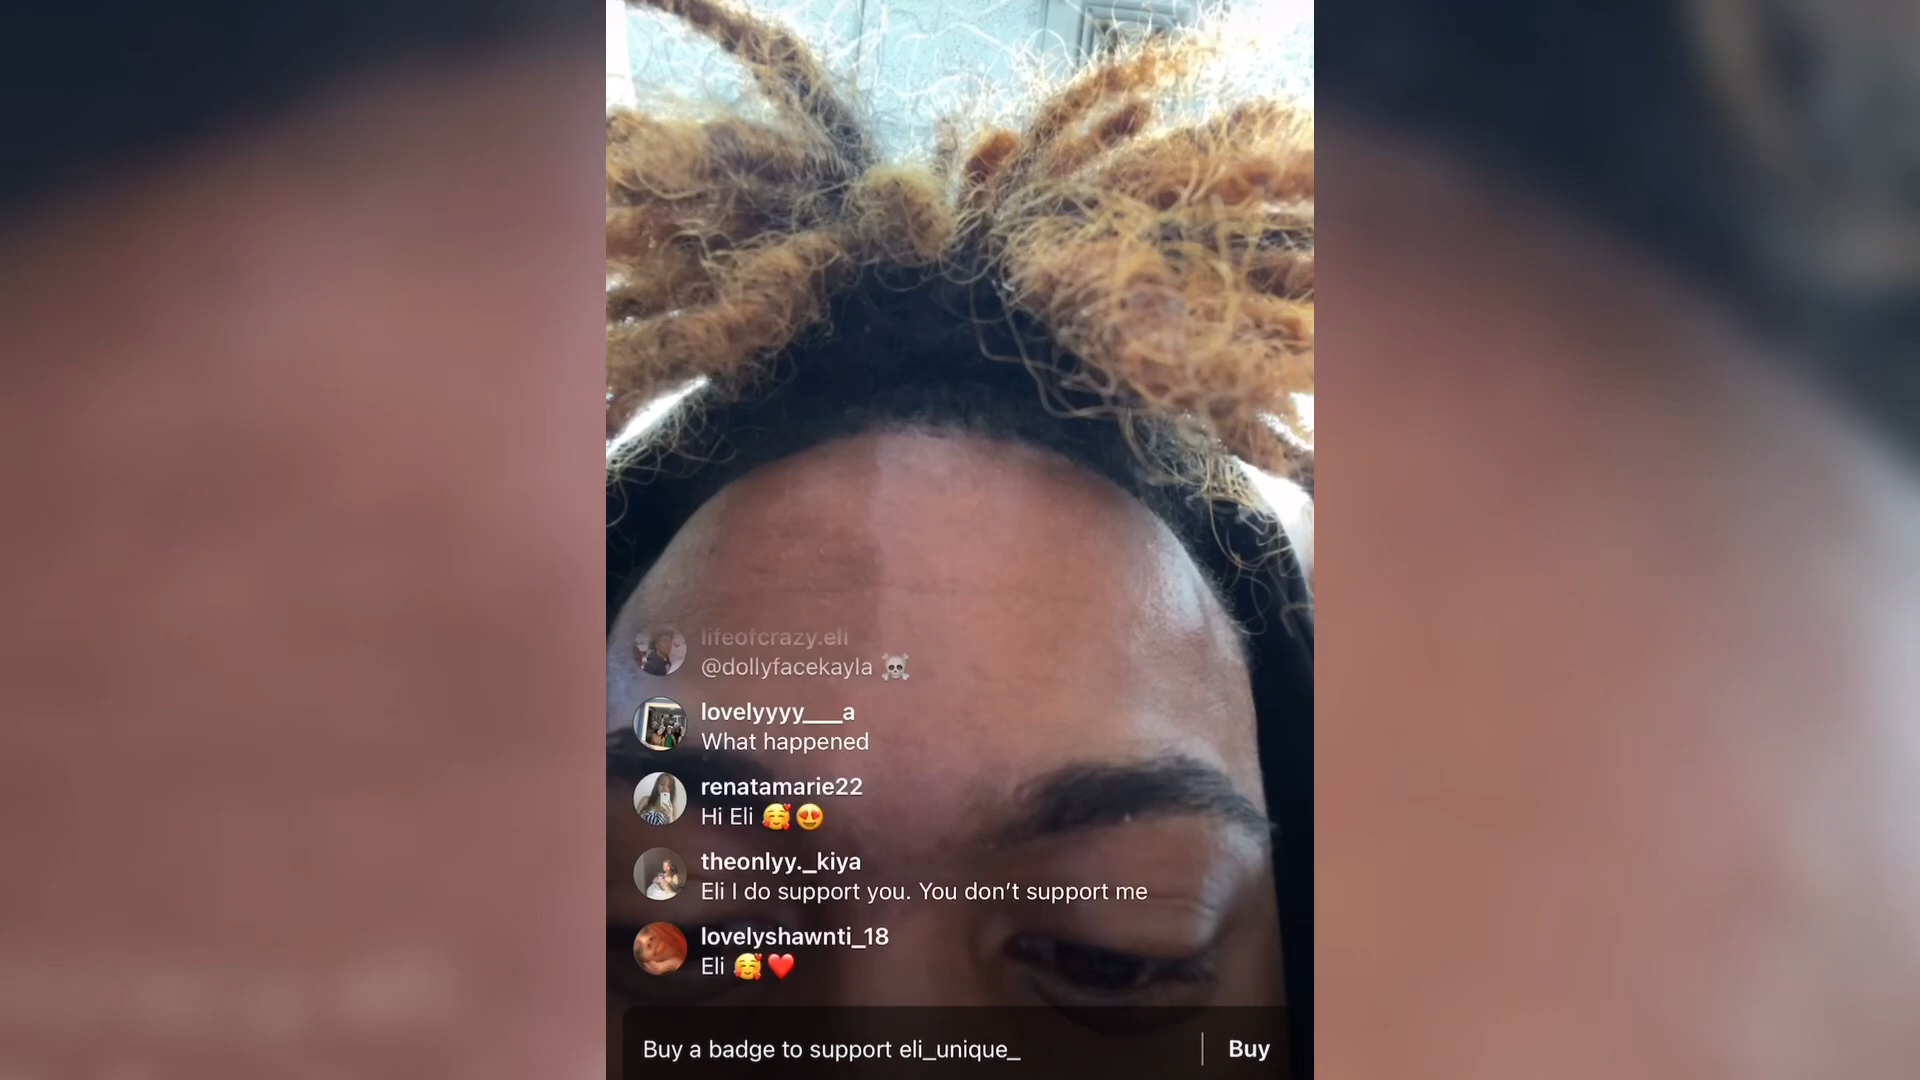 lifeofcrazy.eli
@dollyfacekayla ☠️
lovelyyyy___a
What happened
renatamarie22
Hi Eli 🥰😍
theonlyy._kiya
Eli I do support you. You don’t support me
lovelyshawnti_18
Eli 🥰❤️
Buy a badge to support eli_unique_
Buy